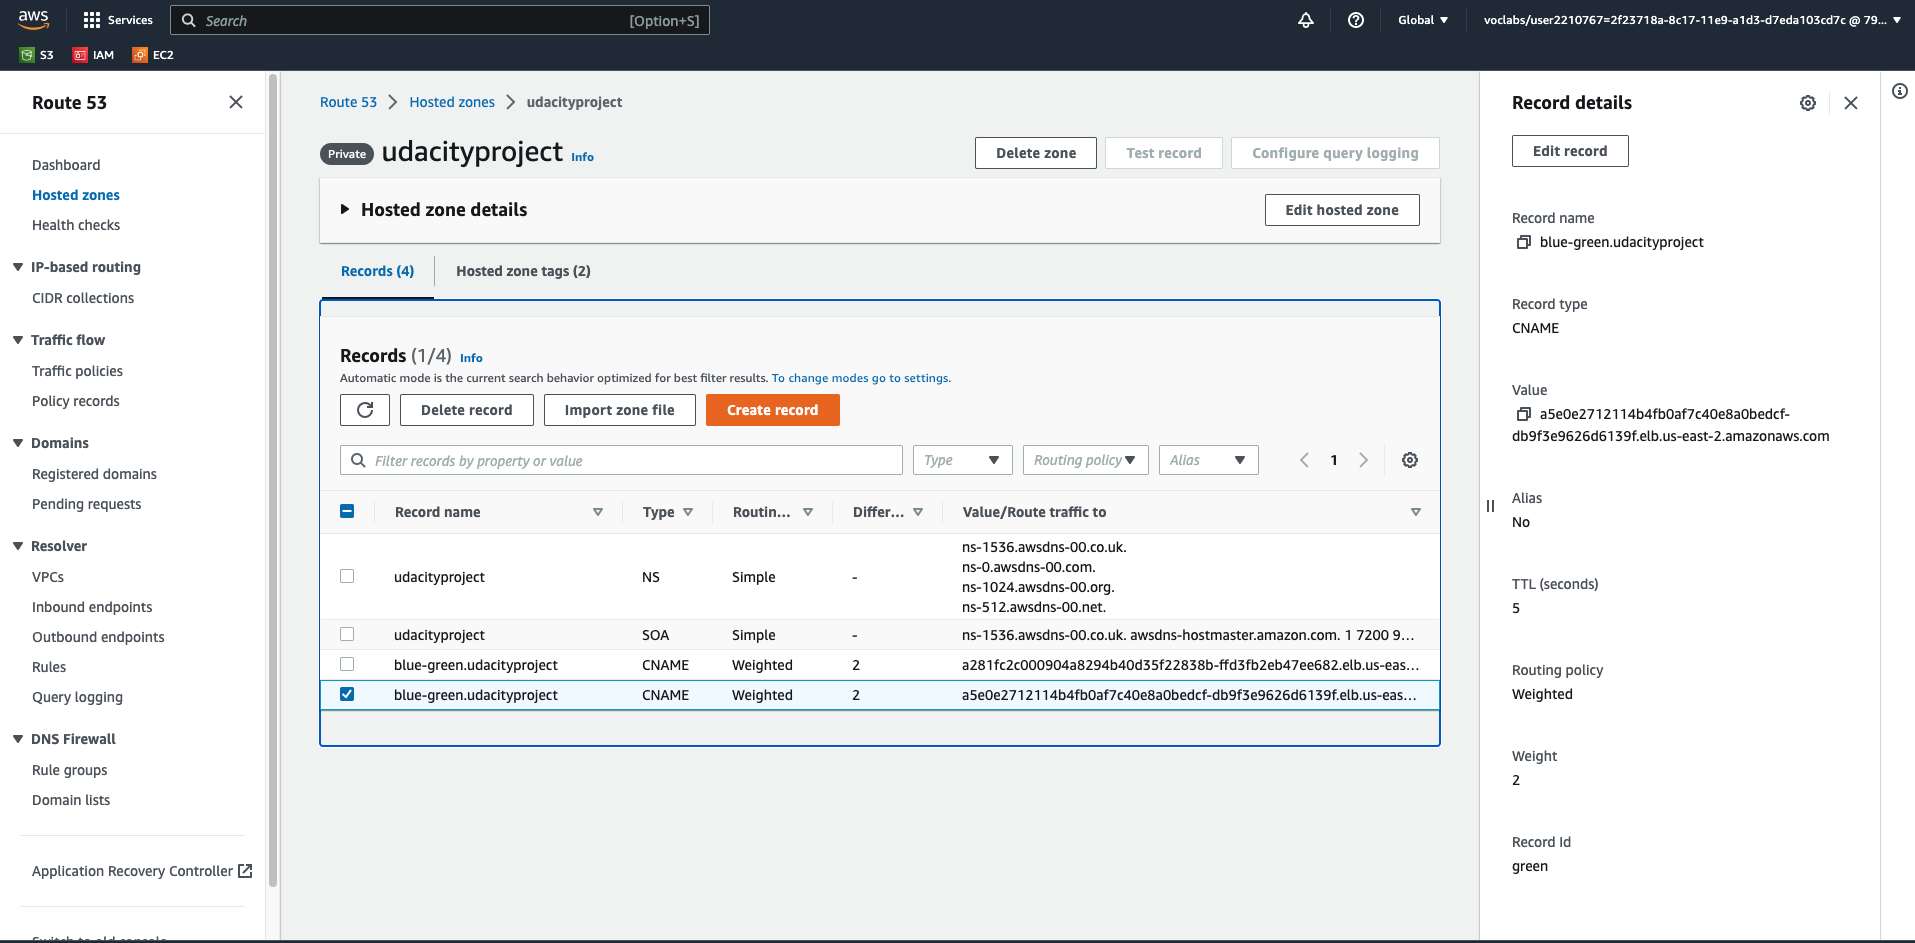 aws
Services
Search
[Option+S]
Global
voclabs/user2210767=2f23718a-8c17-11e9-a1d3-d7eda103cd7c @ 79...
S3
IAM
EC2
Route 53
Dashboard
Hosted zones
Health checks
IP-based routing
CIDR collections
Traffic flow
Traffic policies
Policy records
Domains
Registered domains
Pending requests
Resolver
VPCs
Inbound endpoints
Outbound endpoints
Rules
Query logging
DNS Firewall
Rule groups
Domain lists
Application Recovery Controller
Switch to old console
Route 53 > Hosted zones > udacityproject
Private udacityproject Info
Delete zone
Test record
Configure query logging
Hosted zone details
Edit hosted zone
Records (4)
Hosted zone tags (2)
Records (1/4) Info
Automatic mode is the current search behavior optimized for best filter results. To change modes go to settings.
Delete record
Import zone file
Create record
Filter records by property or value
Type
Routing policy
Alias
1
Record name Type Routin... Differ... Value/Route traffic to
ns-1536.awsdns-00.co.uk.
ns-0.awsdns-00.com.
udacityproject NS Simple -
ns-1024.awsdns-00.org.
ns-512.awsdns-00.net.
udacityproject SOA Simple - ns-1536.awsdns-00.co.uk. awsdns-hostmaster.amazon.com. 1 7200 9...
blue-green.udacityproject CNAME Weighted 2 a281fc2c000904a8294b40d35f22838b-ffd3fb2eb47ee682.elb.us-eas...
blue-green.udacityproject CNAME Weighted 2 a5e0e2712114b4fb0af7c40e8a0bedcf-db9f3e9626d6139f.elb.us-eas...
Record details
Edit record
Record name
blue-green.udacityproject
Record type
CNAME
Value
a5e0e2712114b4fb0af7c40e8a0bedcf-
db9f3e9626d6139f.elb.us-east-2.amazonaws.com
Alias
No
TTL (seconds)
5
Routing policy
Weighted
Weight
2
Record Id
green